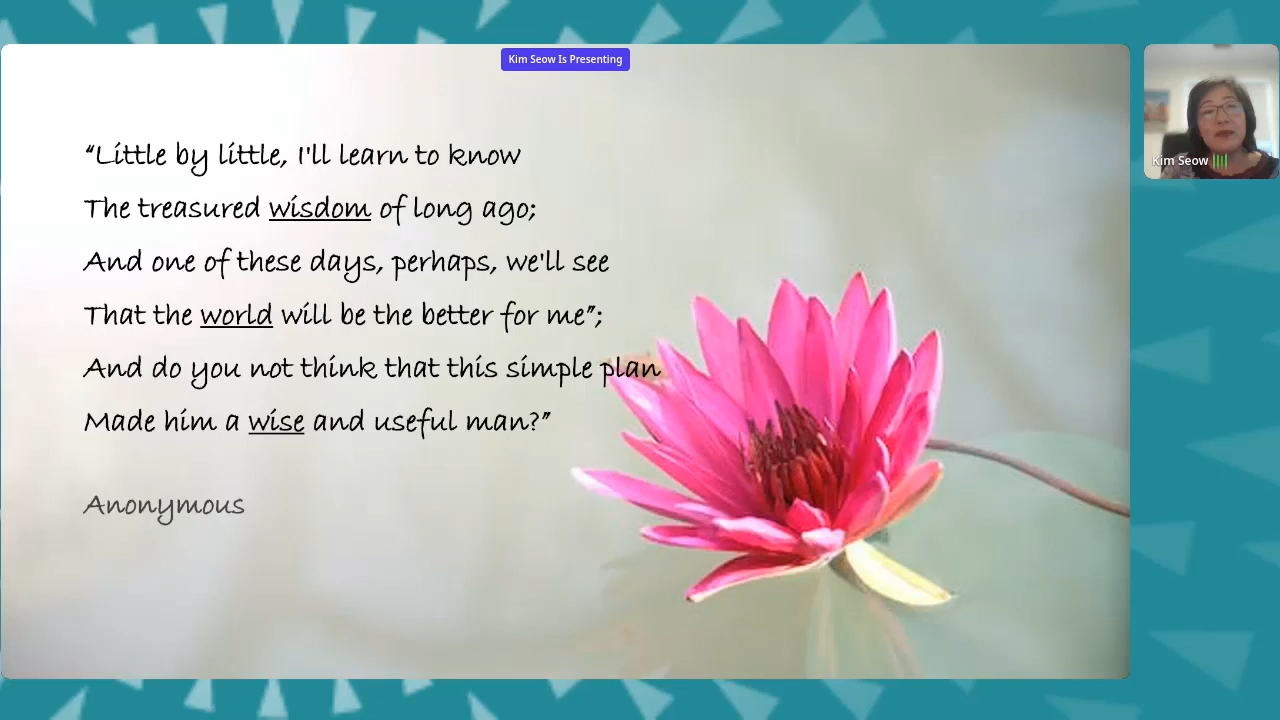 Kim Seow Is Presenting
“Little by little, I'll learn to know
The treasured wisdom of long ago;
And one of these days, perhaps, we'll see
That the world will be the better for me”;
And do you not think that this simple plan
Made him a wise and useful man?”
Anonymous
Kim Seow